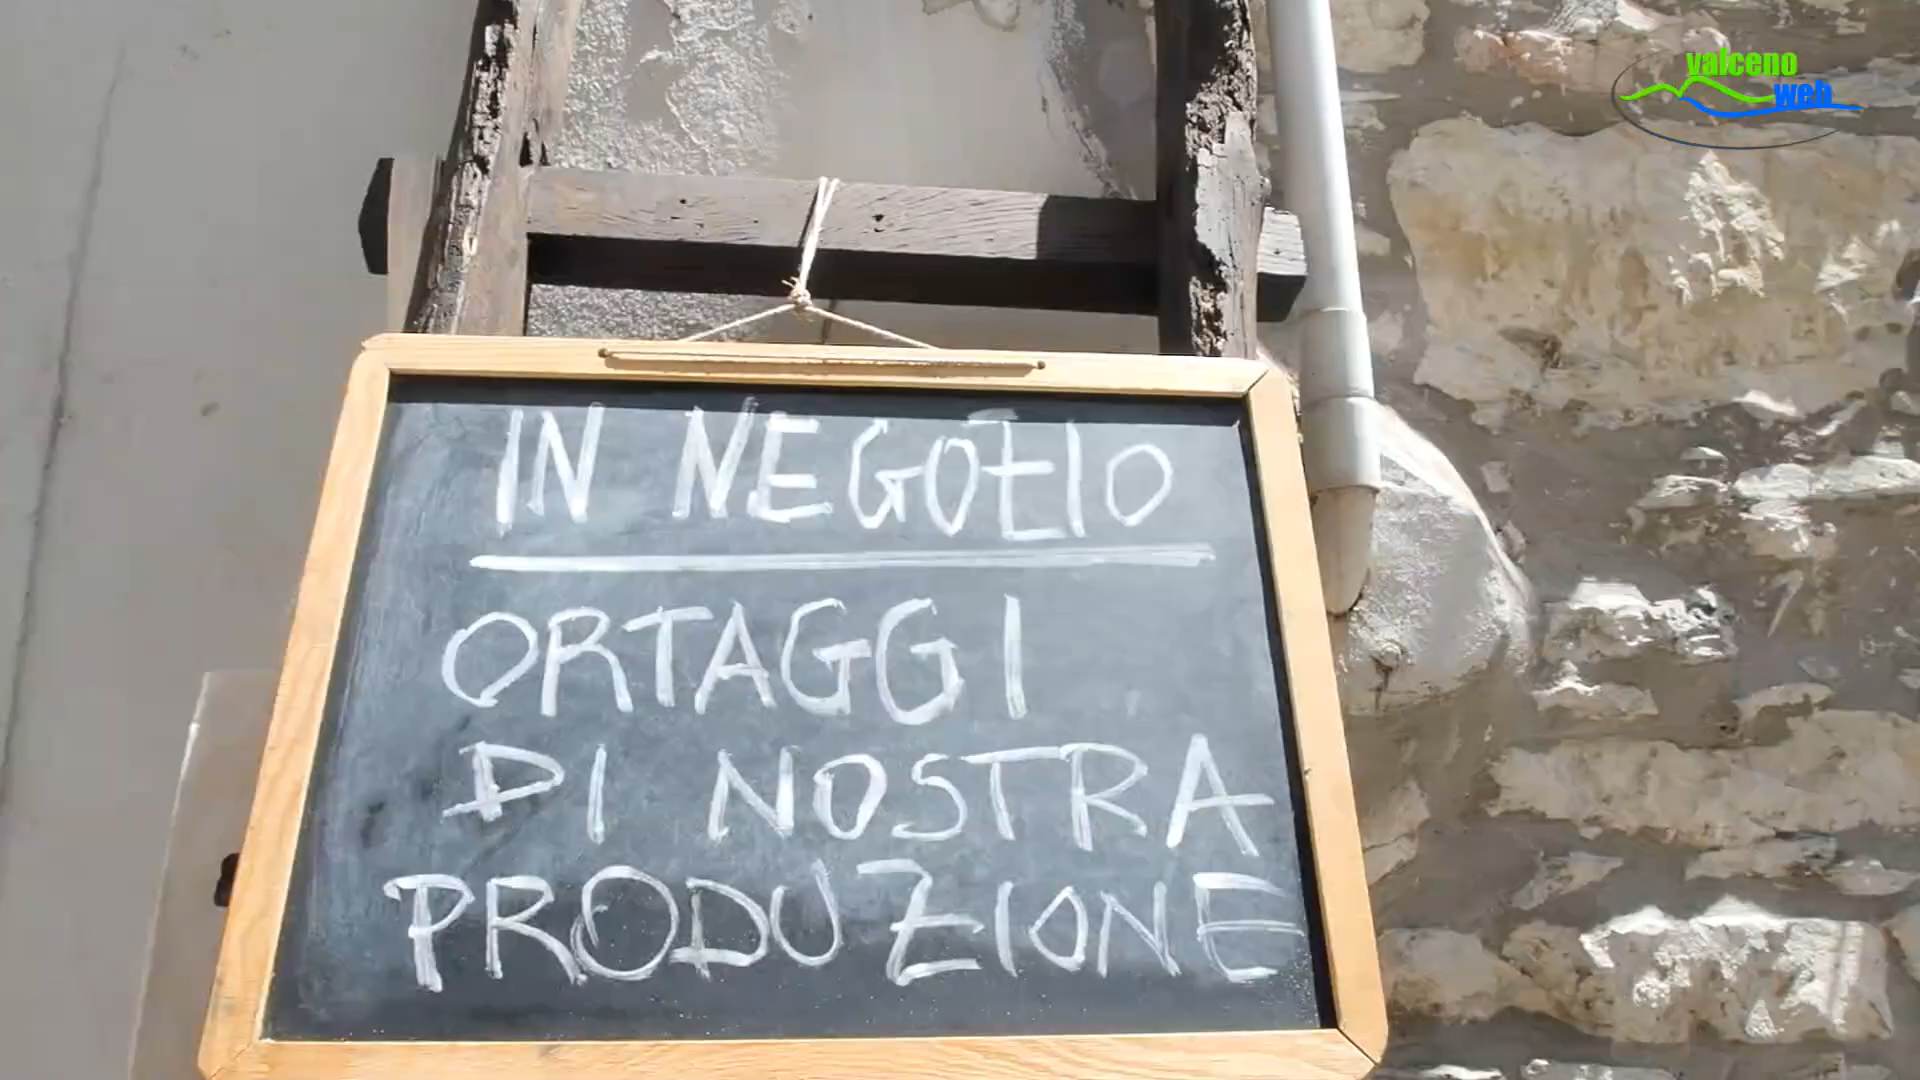 valceno
web
IN NEGOZIO
ORTAGGI
DI NOSTRA
PRODUZIONE